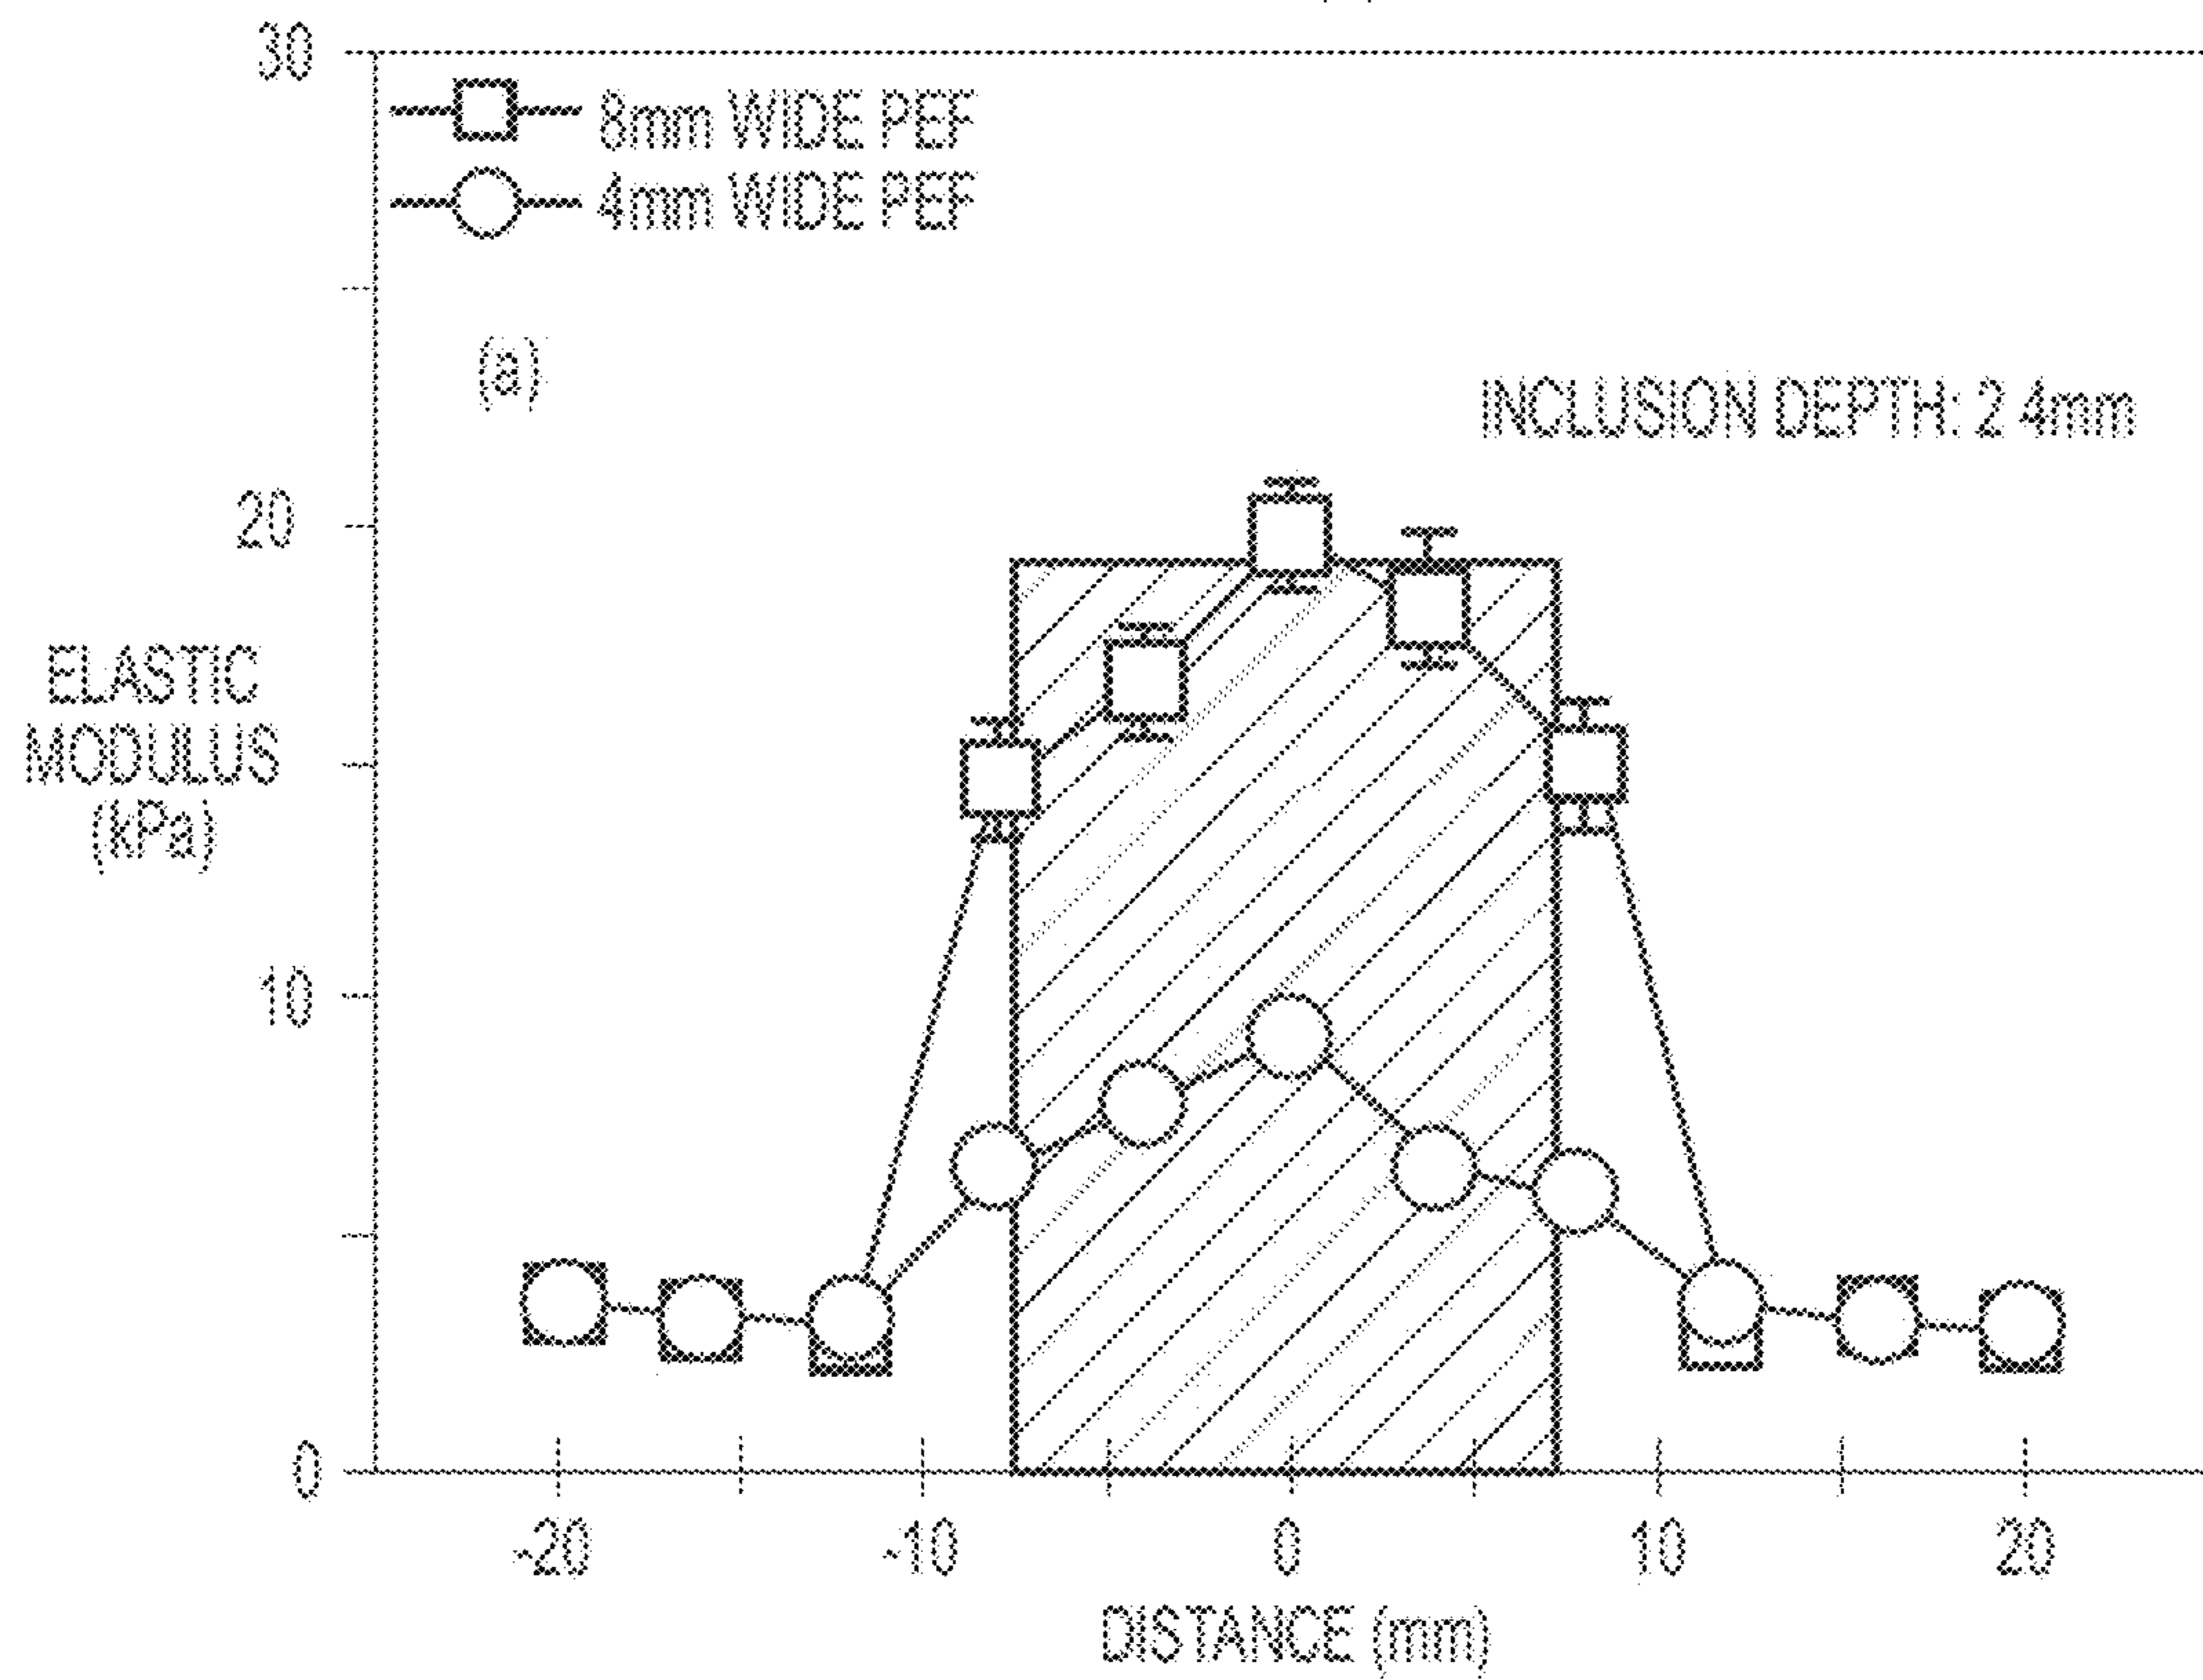 30
8mm WIDE PEF
4mm WIDE PEF
(a)
INCLUSION DEPTH: 2 4mm
20
ELASTIC
MODULUS
(kPa)
10
0
-20 -10 0 10 20
DISTANCE (mm)